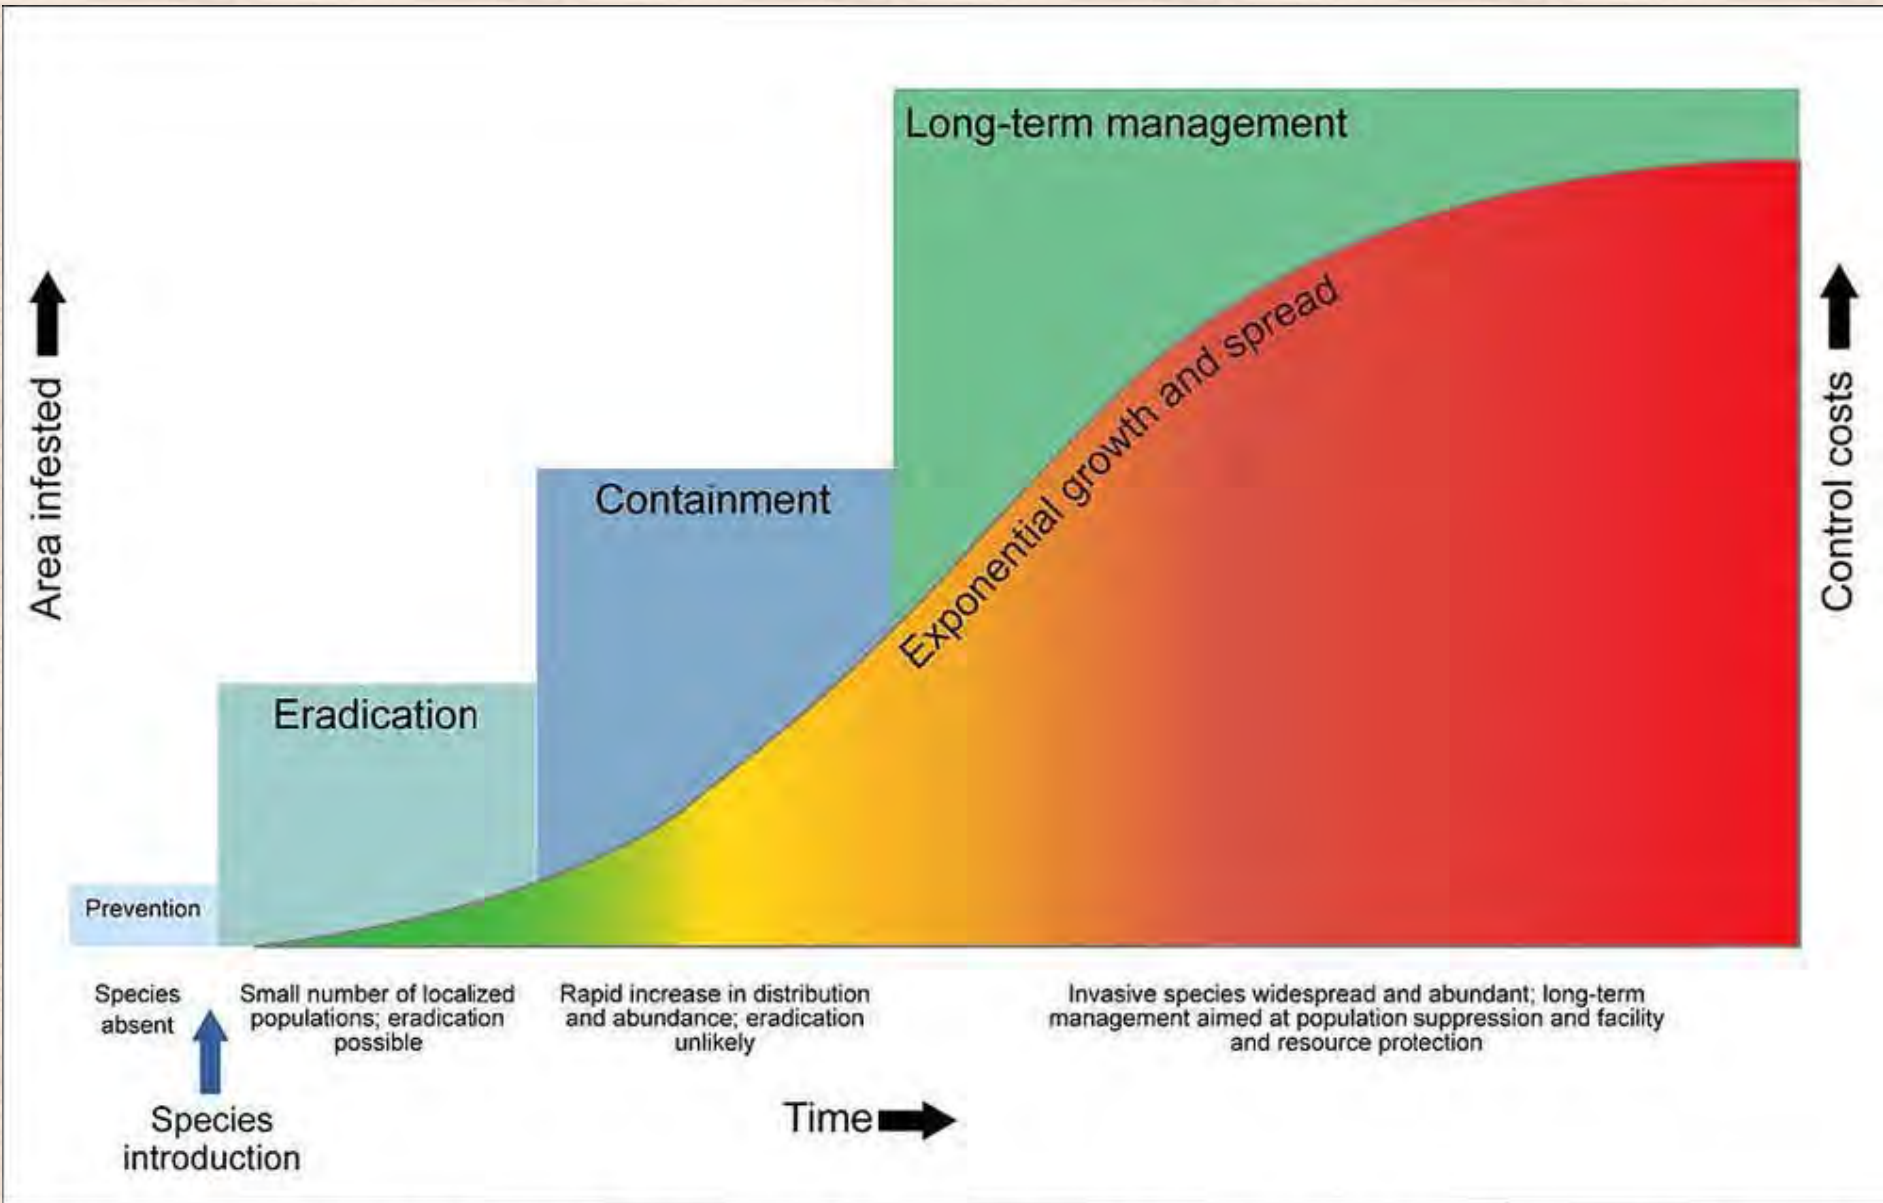 Long-term management
Exponential growth and spread
Area infested
Control costs
Containment
Eradication
Prevention
Species
absent
Small number of localized
populations; eradication
possible
Rapid increase in distribution
and abundance; eradication
unlikely
Invasive species widespread and abundant; long-term
management aimed at population suppression and facility
and resource protection
Species
introduction
Time